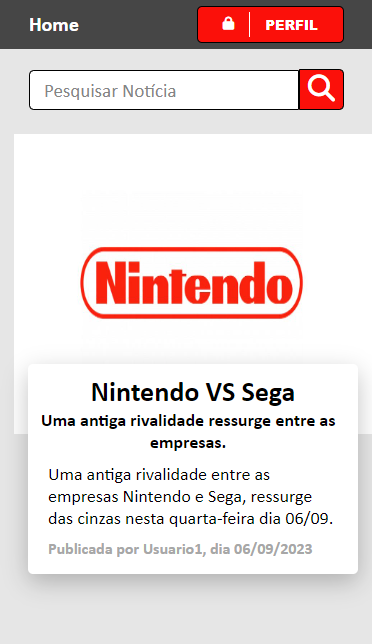 Home
PERFIL
Pesquisar Notícia
Nintendo
Nintendo VS Sega
Uma antiga rivalidade ressurge entre as
empresas.
Uma antiga rivalidade entre as
empresas Nintendo e Sega, ressurge
das cinzas nesta quarta-feira dia 06/09.
Publicada por Usuario1, dia 06/09/2023